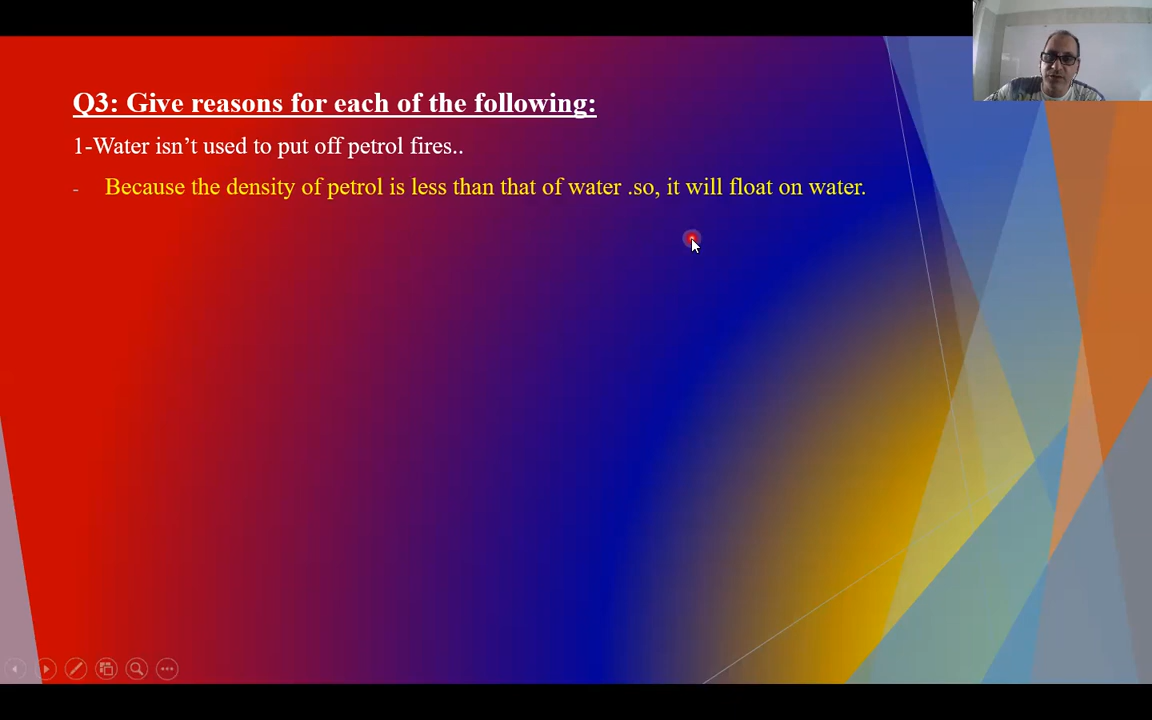 Q3: Give reasons for each of the following:
1-Water isn’t used to put off petrol fires..
- Because the density of petrol is less than that of water .so, it will float on water.